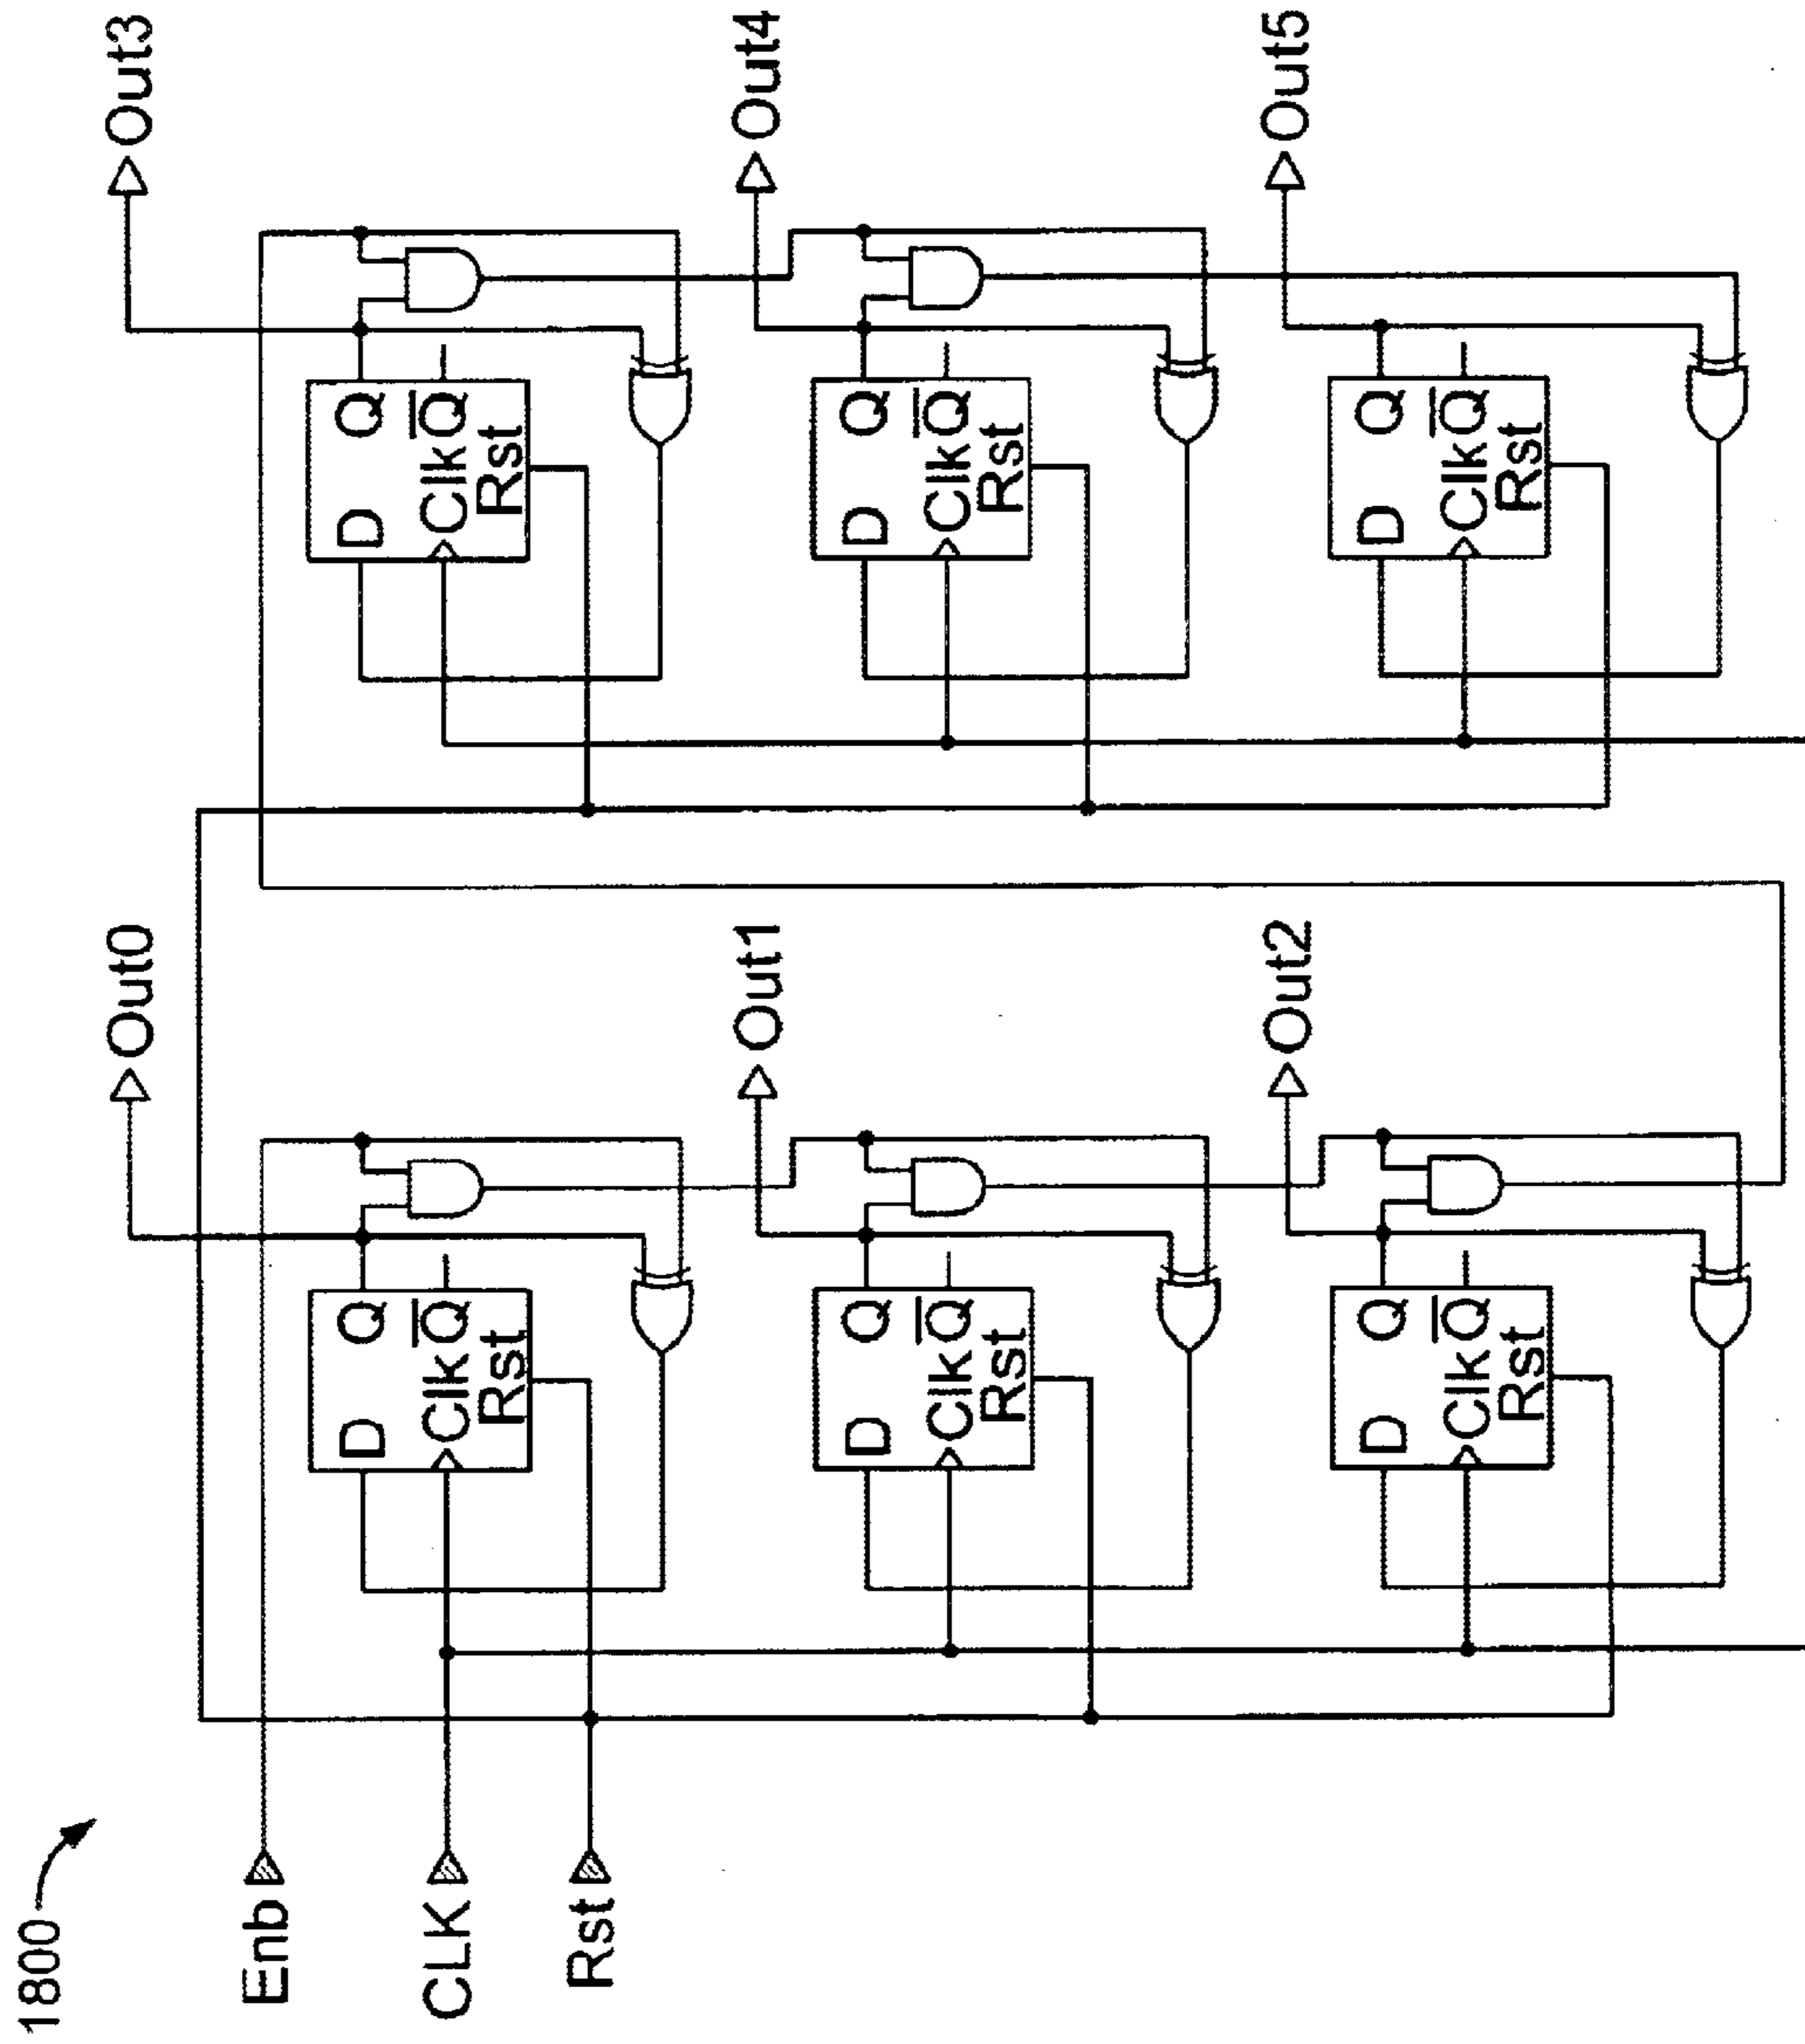 1800
Enb
CLK
Rst
Out0
D Q
Clk Q
Rst
Out1
D Q
Clk Q
Rst
Out2
D Q
Clk Q
Rst
Out3
D Q
Clk Q
Rst
Out4
D Q
Clk Q
Rst
Out5
D Q
Clk Q
Rst